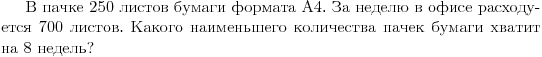 В пачке 250 листов бумаги формата А4. За неделю в офисе расходу-
ется 700 листов. Какого наименьшего количества пачек бумаги хватит
на 8 недель?